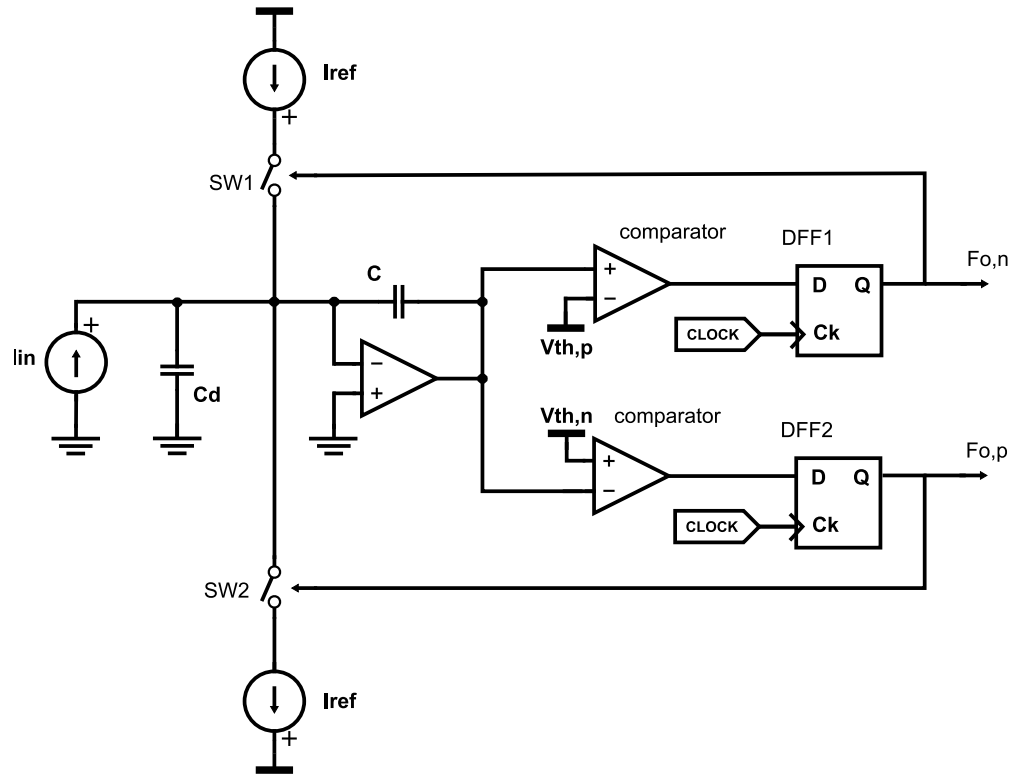 Iref
+
SW1
comparator
DFF1
Fo,n
C
+
−
D Q
Ck
CLOCK
Vth,p
+
Iin
Cd
−
+
Vth,n
comparator
DFF2
Fo,p
+
−
D Q
Ck
CLOCK
SW2
Iref
+